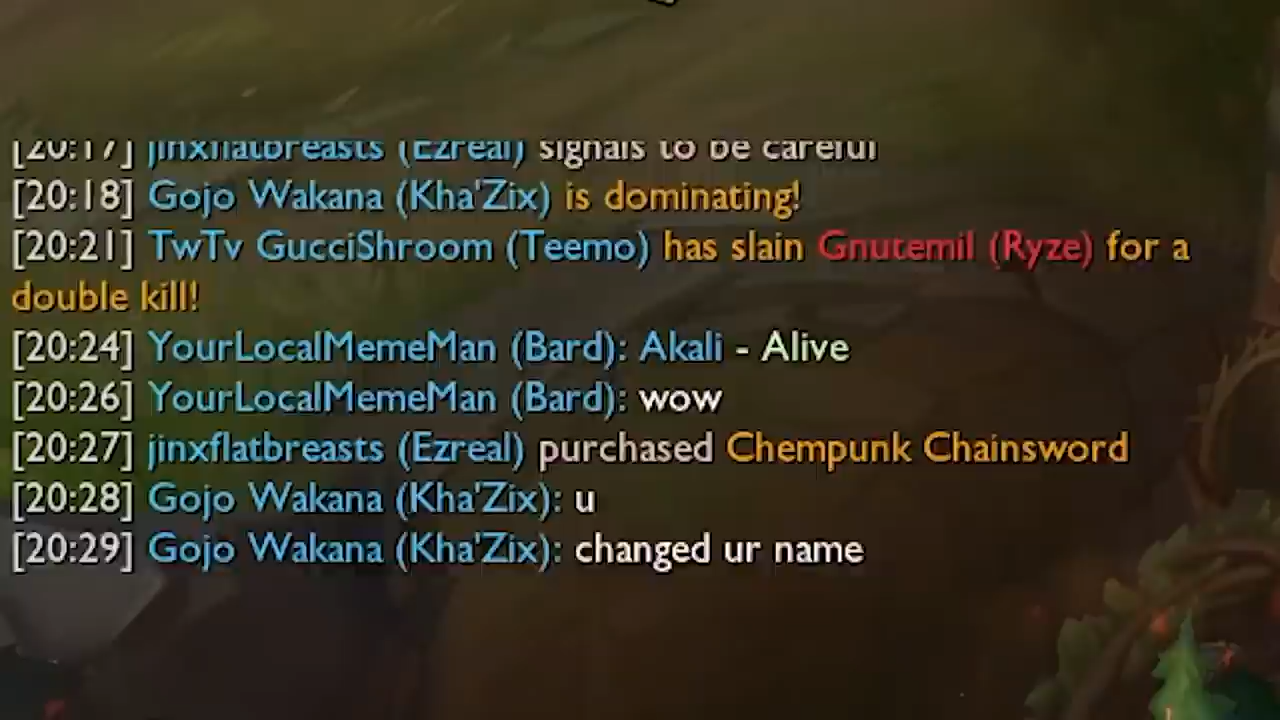 [20:17] jinxflatbreasts (Ezreal) signals to be careful
[20:18] Gojo Wakana (Kha'Zix) is dominating!
[20:21] TwTv GucciShroom (Teemo) has slain Gnutemil (Ryze) for a
double kill!
[20:24] YourLocalMemeMan (Bard): Akali - Alive
[20:26] YourLocalMemeMan (Bard): wow
[20:27] jinxflatbreasts (Ezreal) purchased Chempunk Chainsword
[20:28] Gojo Wakana (Kha'Zix): u
[20:29] Gojo Wakana (Kha'Zix): changed ur name